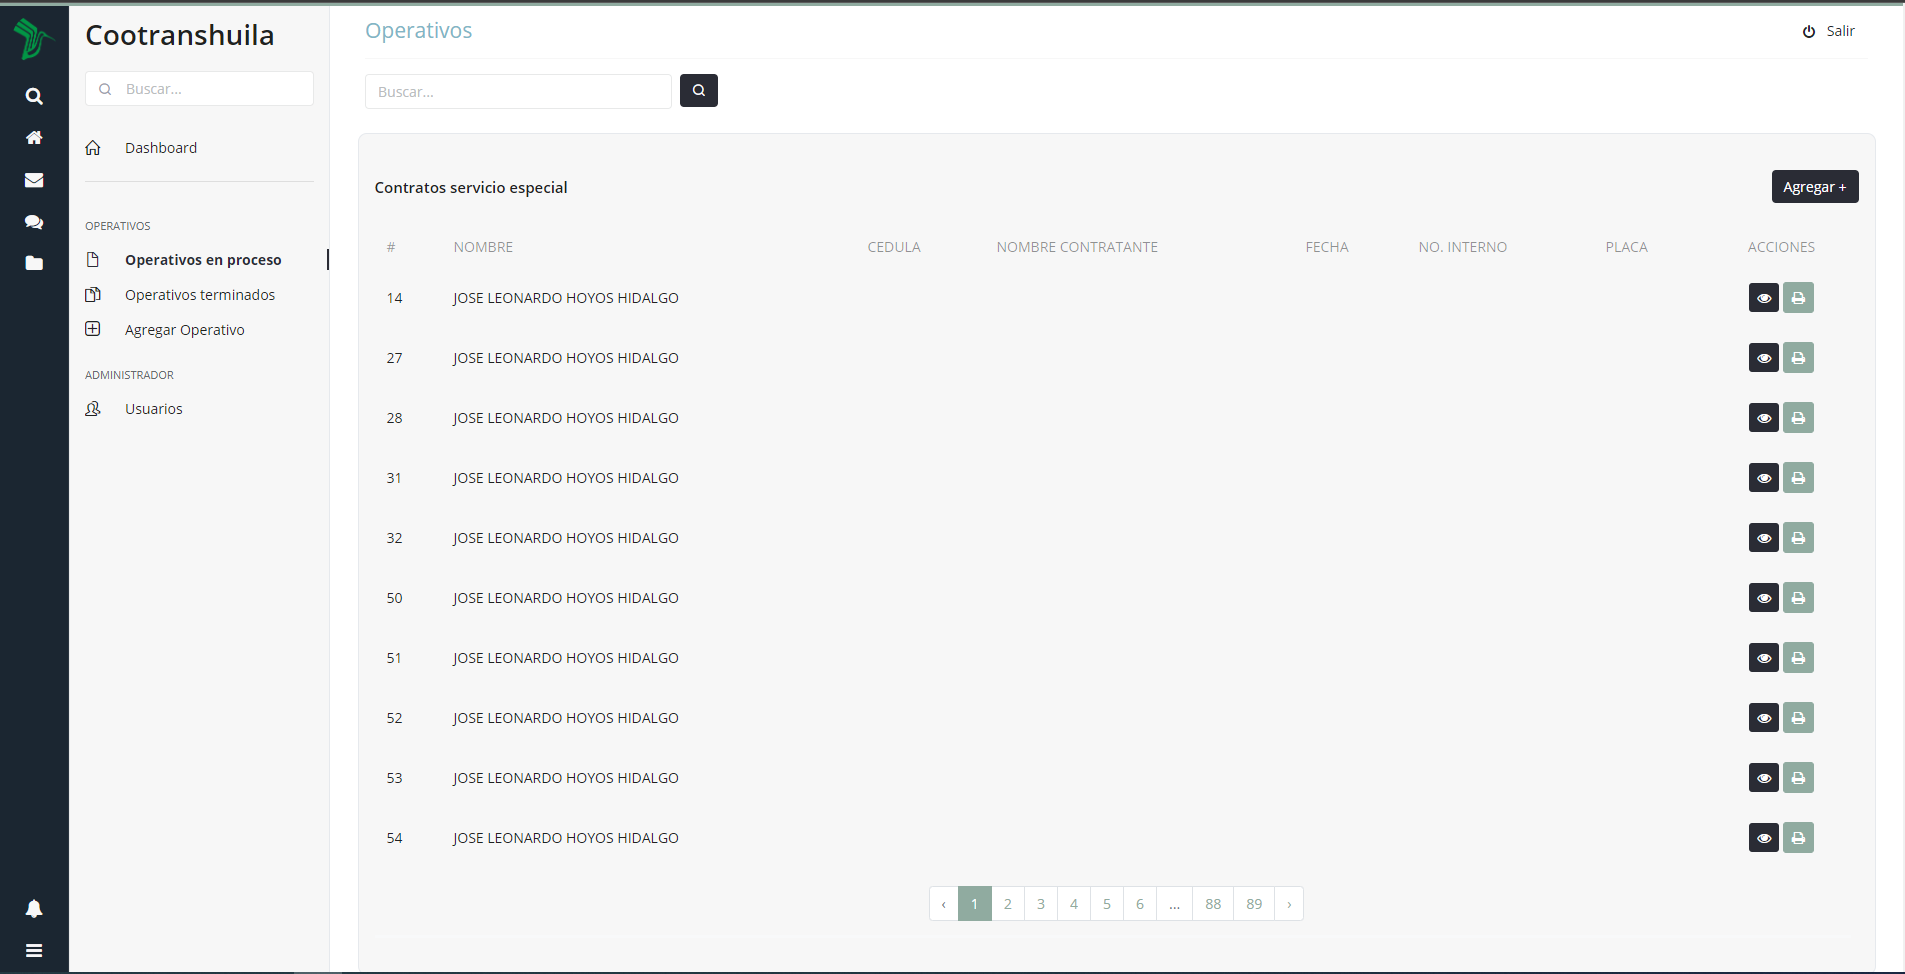 Cootranshuila
Buscar...
Dashboard
OPERATIVOS
Operativos en proceso
Operativos terminados
Agregar Operativo
ADMINISTRADOR
Usuarios
Operativos
Salir
Buscar...
Contratos servicio especial
Agregar +
# NOMBRE CEDULA NOMBRE CONTRATANTE FECHA NO. INTERNO PLACA ACCIONES
14 JOSE LEONARDO HOYOS HIDALGO
27 JOSE LEONARDO HOYOS HIDALGO
28 JOSE LEONARDO HOYOS HIDALGO
31 JOSE LEONARDO HOYOS HIDALGO
32 JOSE LEONARDO HOYOS HIDALGO
50 JOSE LEONARDO HOYOS HIDALGO
51 JOSE LEONARDO HOYOS HIDALGO
52 JOSE LEONARDO HOYOS HIDALGO
53 JOSE LEONARDO HOYOS HIDALGO
54 JOSE LEONARDO HOYOS HIDALGO
‹ 1 2 3 4 5 6 ... 88 89 ›